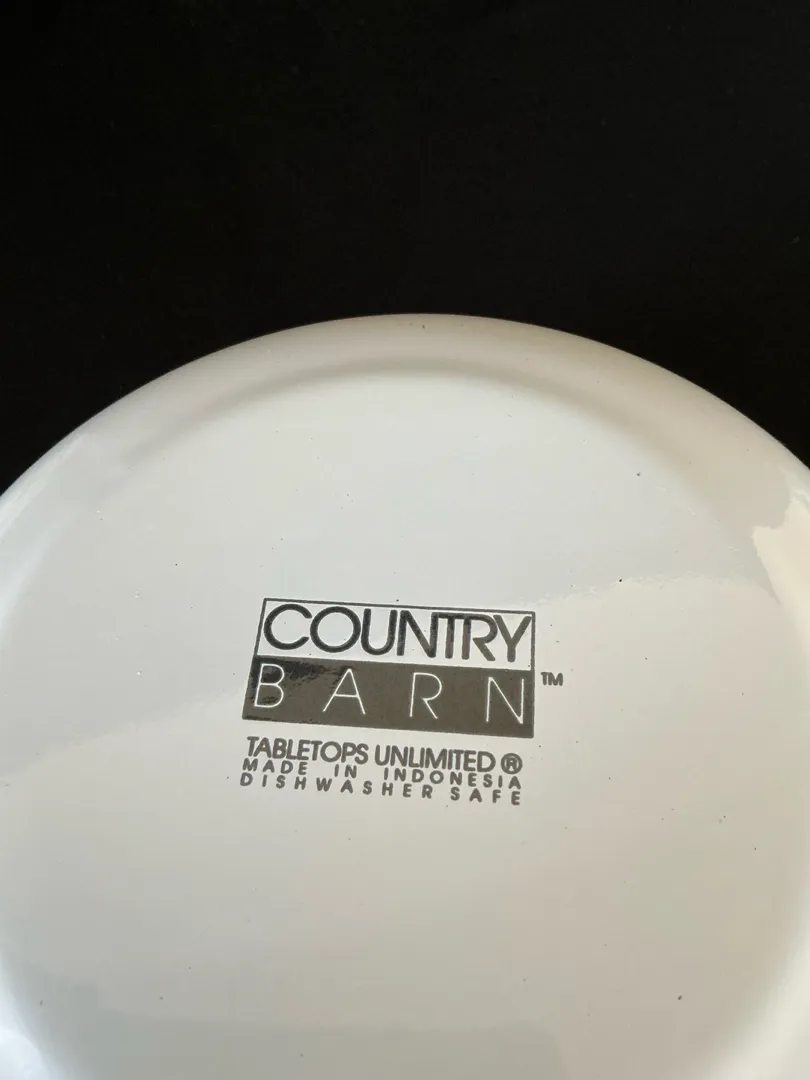 COUNTRY
BARN™
TABLETOPS UNLIMITED®
MADE IN INDONESIA
DISHWASHER SAFE